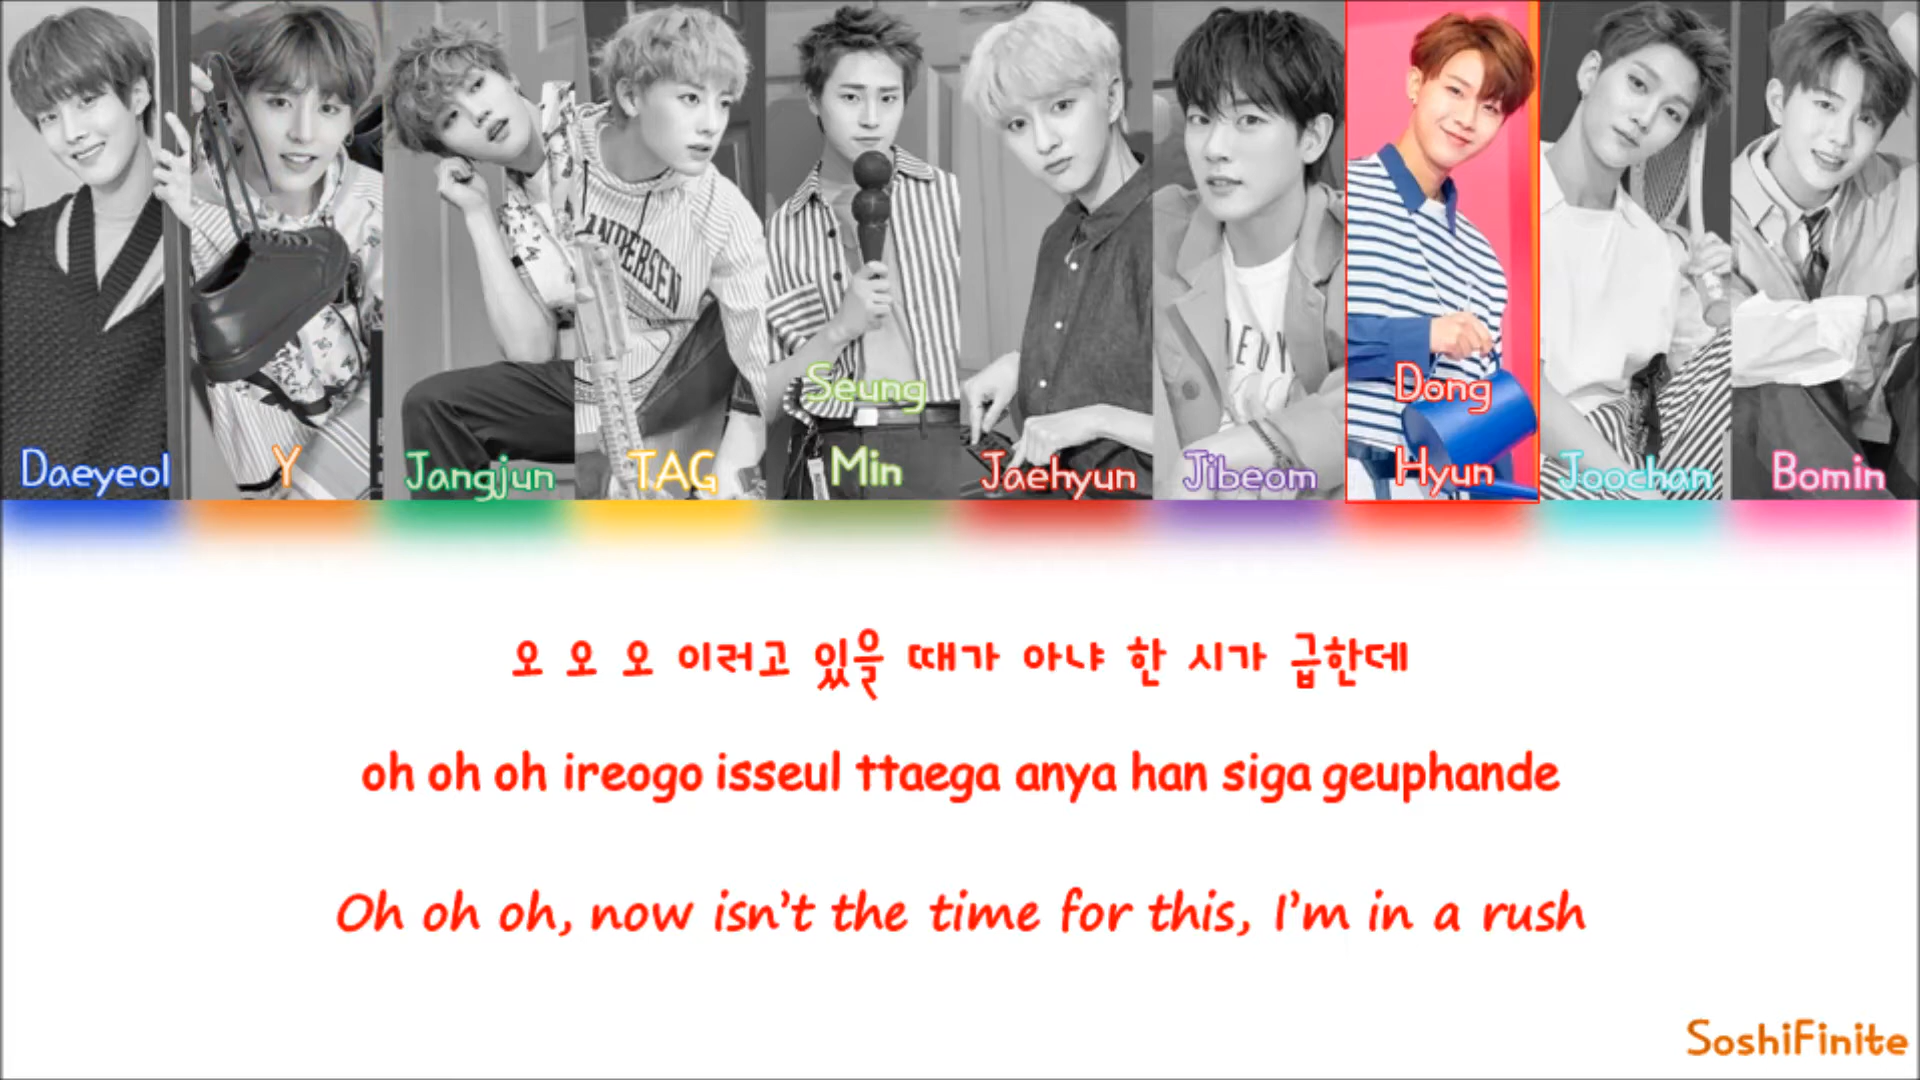 ANDERSEN
Seung
Dong
Daeyeol
Y
Jangjun
TAG
Min
Jaehyun
Jibeom
Hyun
Joochan
Bomin
오 오 오 이러고 있을 때가 아냐 한 시가 급한데
oh oh oh ireogo isseul ttaega anya han siga geuphande
Oh oh oh, now isn't the time for this, I'm in a rush
SoshiFinite